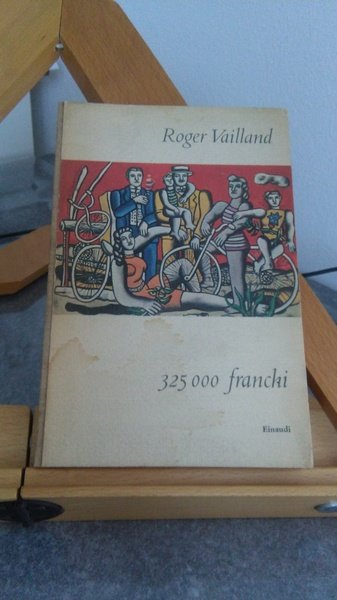 Roger Vailland
325 000 franchi
Einaudi